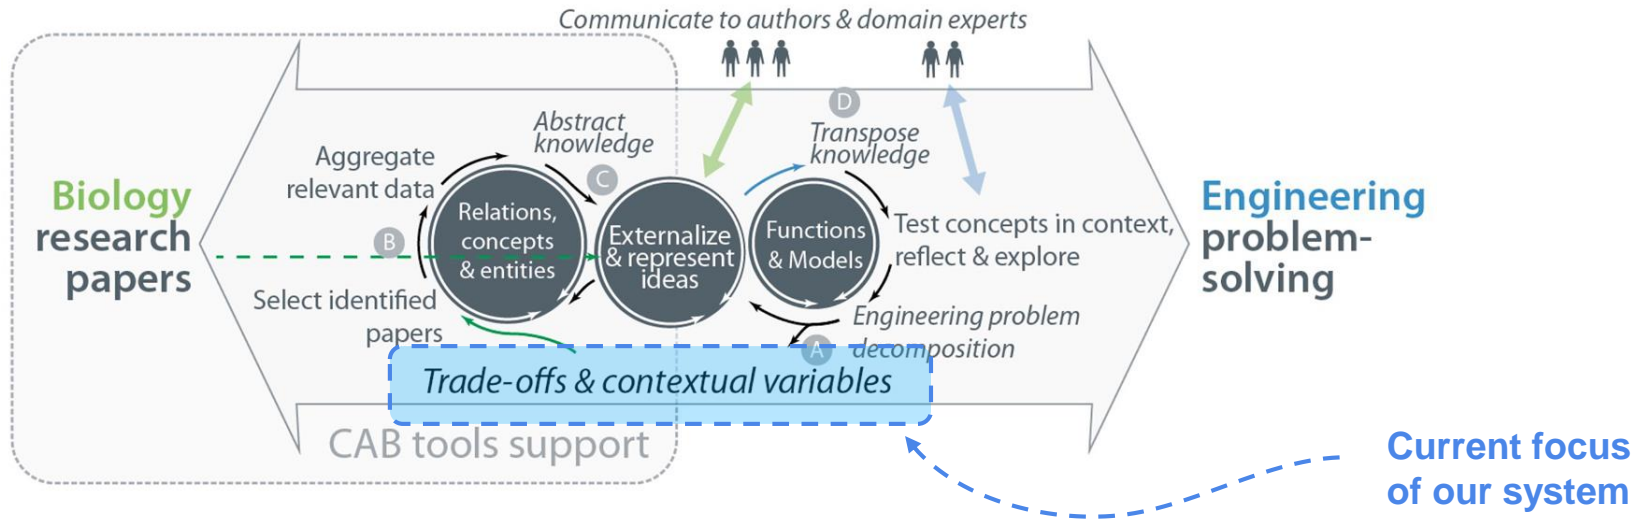 Communicate to authors & domain experts
D
Abstract
knowledge
Transpose
knowledge
Aggregate
relevant data
C
Biology
research
papers
B
Relations,
concepts
& entities
Externalize
& represent
ideas
Functions
& Models
Test concepts in context,
reflect & explore
Engineering
problem-
solving
Select identified
papers
Engineering problem
decomposition
A
Trade-offs & contextual variables
CAB tools support
Current focus
of our system